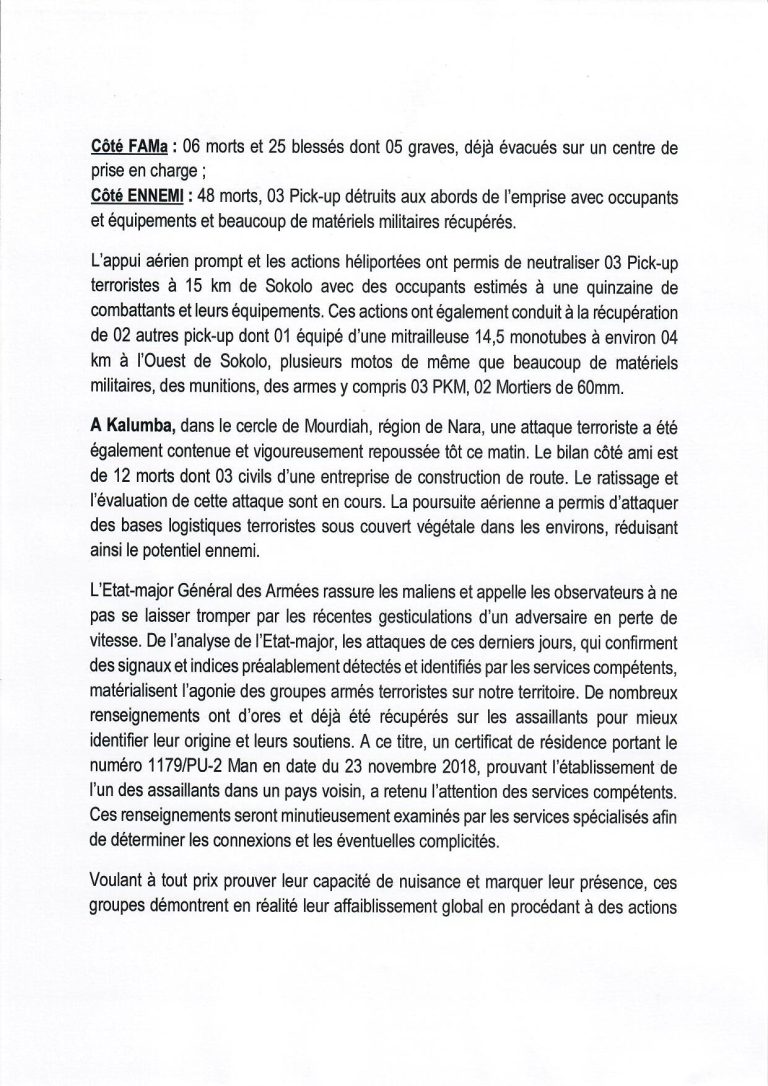 Côté FAMa : 06 morts et 25 blessés dont 05 graves, déjà évacués sur un centre de
prise en charge ;
Côté ENNEMI : 48 morts, 03 Pick-up détruits aux abords de l'emprise avec occupants
et équipements et beaucoup de matériels militaires récupérés.
L'appui aérien prompt et les actions héliportées ont permis de neutraliser 03 Pick-up
terroristes à 15 km de Sokolo avec des occupants estimés à une quinzaine de
combattants et leurs équipements. Ces actions ont également conduit à la récupération
de 02 autres pick-up dont 01 équipé d'une mitrailleuse 14,5 monotubes à environ 04
km à l'Ouest de Sokolo, plusieurs motos de même que beaucoup de matériels
militaires, des munitions, des armes y compris 03 PKM, 02 Mortiers de 60mm.
A Kalumba, dans le cercle de Mourdiah, région de Nara, une attaque terroriste a été
également contenue et vigoureusement repoussée tôt ce matin. Le bilan côté ami est
de 12 morts dont 03 civils d'une entreprise de construction de route. Le ratissage et
l'évaluation de cette attaque sont en cours. La poursuite aérienne a permis d'attaquer
des bases logistiques terroristes sous couvert végétale dans les environs, réduisant
ainsi le potentiel ennemi.
L'Etat-major Général des Armées rassure les maliens et appelle les observateurs à ne
pas se laisser tromper par les récentes gesticulations d'un adversaire en perte de
vitesse. De l'analyse de l'Etat-major, les attaques de ces derniers jours, qui confirment
des signaux et indices préalablement détectés et identifiés par les services compétents,
matérialisent l'agonie des groupes armés terroristes sur notre territoire. De nombreux
renseignements ont d'ores et déjà été récupérés sur les assaillants pour mieux
identifier leur origine et leurs soutiens. A ce titre, un certificat de résidence portant le
numéro 1179/PU-2 Man en date du 23 novembre 2018, prouvant l'établissement de
l'un des assaillants dans un pays voisin, a retenu l'attention des services compétents.
Ces renseignements seront minutieusement examinés par les services spécialisés afin
de déterminer les connexions et les éventuelles complicités.
Voulant à tout prix prouver leur capacité de nuisance et marquer leur présence, ces
groupes démontrent en réalité leur affaiblissement global en procédant à des actions